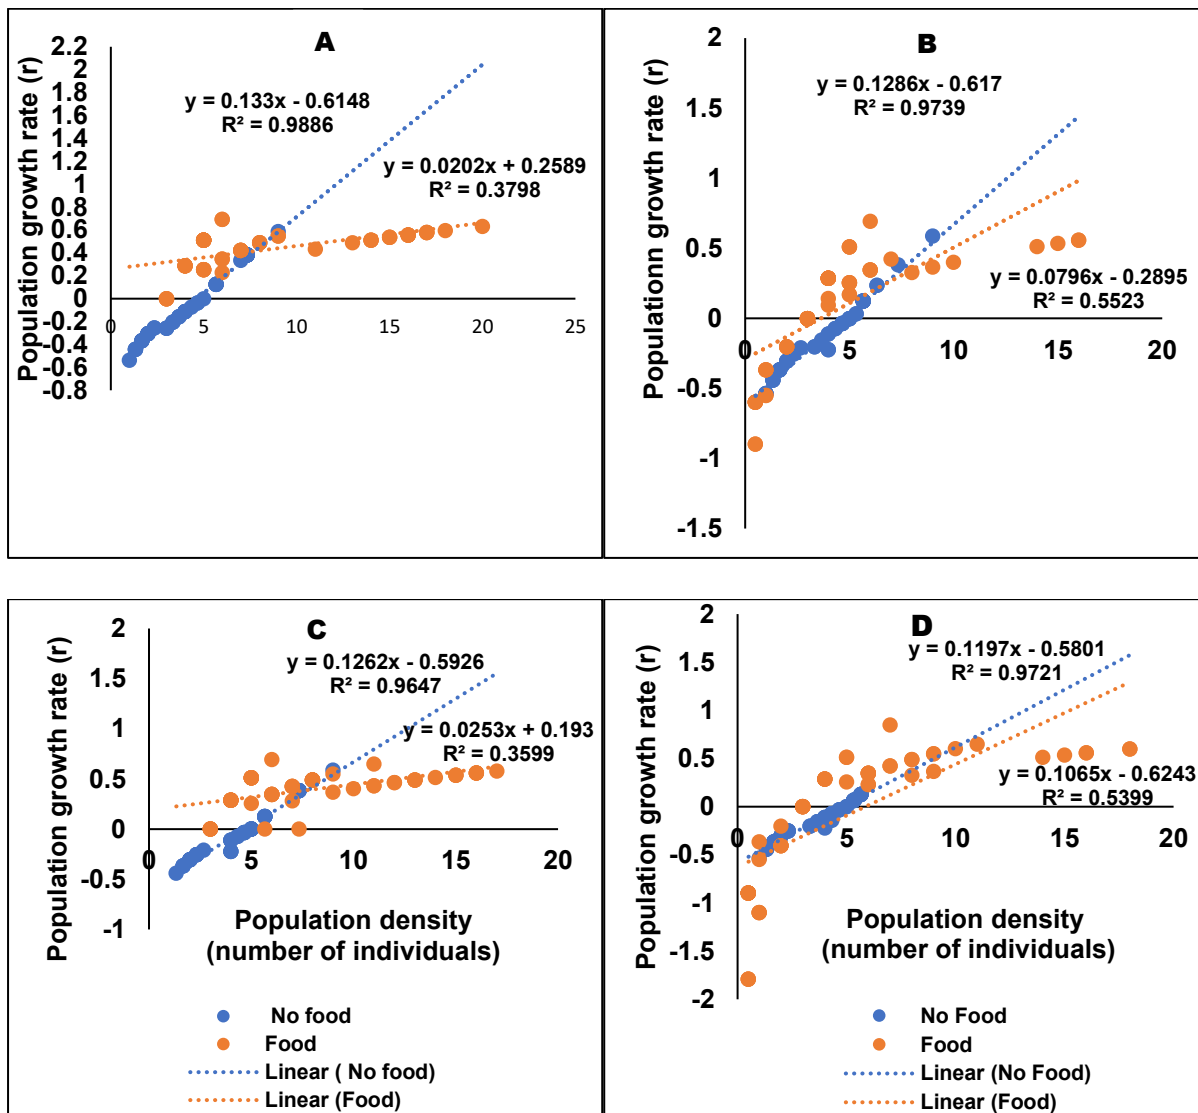 A
Population growth rate (r)
2.2
2
1.8
1.6
1.4
1.2
1
0.8
0.6
0.4
0.2
0
-0.2
-0.4
-0.6
-0.8
0
5
10
15
20
25
y = 0.133x - 0.6148
R² = 0.9886
y = 0.0202x + 0.2589
R² = 0.3798
B
Populationn growth rate (r)
2
1.5
1
0.5
0
-0.5
-1
-1.5
0
5
10
15
20
y = 0.1286x - 0.617
R² = 0.9739
y = 0.0796x - 0.2895
R² = 0.5523
C
Population growth rate (r)
2
1.5
1
0.5
0
-0.5
-1
0
5
10
15
20
y = 0.1262x - 0.5926
R² = 0.9647
y = 0.0253x + 0.193
R² = 0.3599
Population density
(number of individuals)
No food
Food
Linear ( No food)
Linear (Food)
D
Population growth rate (r)
2
1.5
1
0.5
0
-0.5
-1
-1.5
-2
0
5
10
15
20
y = 0.1197x - 0.5801
R² = 0.9721
y = 0.1065x - 0.6243
R² = 0.5399
Population density
(number of individuals)
No Food
Food
Linear (No Food)
Linear (Food)